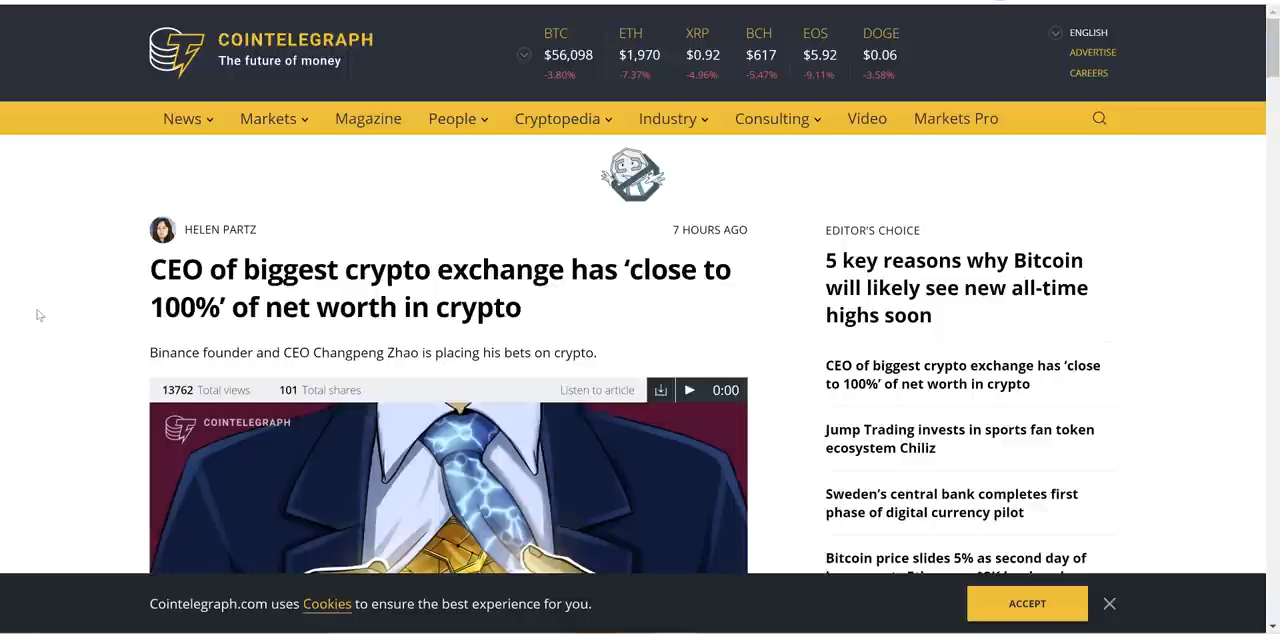 COINTELEGRAPH
The future of money
BTC ETH XRP BCH EOS DOGE
$56,098 $1,970 $0.92 $617 $5.92 $0.06
-3.80% -7.37% -4.96% -5.47% -9.11% -3.58%
ENGLISH
ADVERTISE
CAREERS
News Markets Magazine People Cryptopedia Industry Consulting Video Markets Pro
HELEN PARTZ 7 HOURS AGO
CEO of biggest crypto exchange has ‘close to
100%’ of net worth in crypto
Binance founder and CEO Changpeng Zhao is placing his bets on crypto.
13762 Total views 101 Total shares Listen to article 0:00
COINTELEGRAPH
EDITOR’S CHOICE
5 key reasons why Bitcoin
will likely see new all-time
highs soon
CEO of biggest crypto exchange has ‘close
to 100%’ of net worth in crypto
Jump Trading invests in sports fan token
ecosystem Chiliz
Sweden’s central bank completes first
phase of digital currency pilot
Bitcoin price slides 5% as second day of
Cointelegraph.com uses Cookies to ensure the best experience for you.
ACCEPT